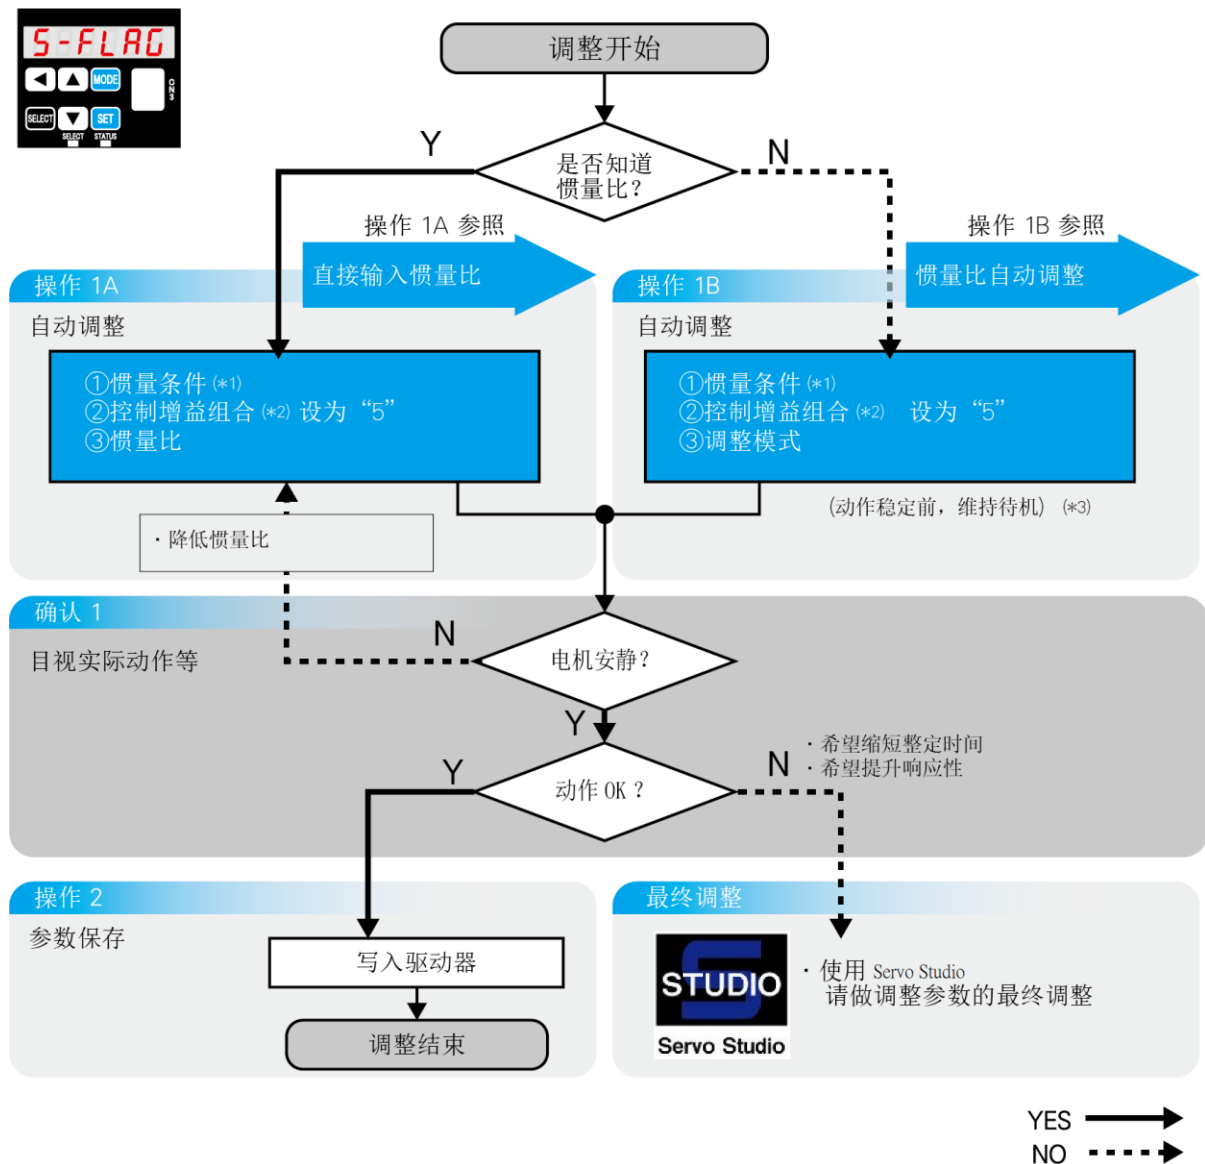 S-FLAG
MODE
CN3
SELECT
SET
SELECT
STATUS
调整开始
Y
是否知道
惯量比？
N
操作 1A 参照
操作 1B 参照
操作 1A
直接输入惯量比
操作 1B
惯量比自动调整
自动调整
①惯量条件 (*1)
②控制增益组合 (*2) 设为“5”
③惯量比
自动调整
①惯量条件 (*1)
②控制增益组合 (*2) 设为“5”
③调整模式
(动作稳定前，维持待机) (*3)
· 降低惯量比
确认 1
目视实际动作等
N
电机安静？
Y
Y
动作 OK ？
N
· 希望缩短整定时间
· 希望提升响应性
操作 2
参数保存
写入驱动器
调整结束
最终调整
S
STUDIO
Servo Studio
· 使用 Servo Studio
请做调整参数的最终调整
YES
NO